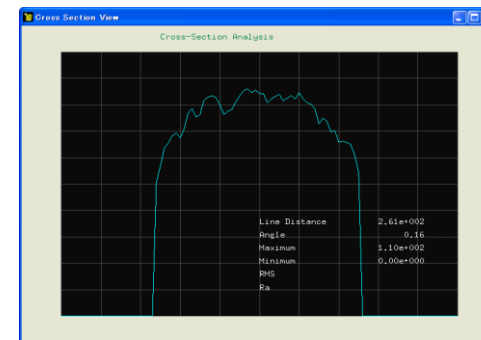 Cross Section View
Cross-Section Analysis
Line Distance 2.61e+002
Angle 0.16
Maximum 1.10e+002
Minimum 0.00e+000
RMS
Ra